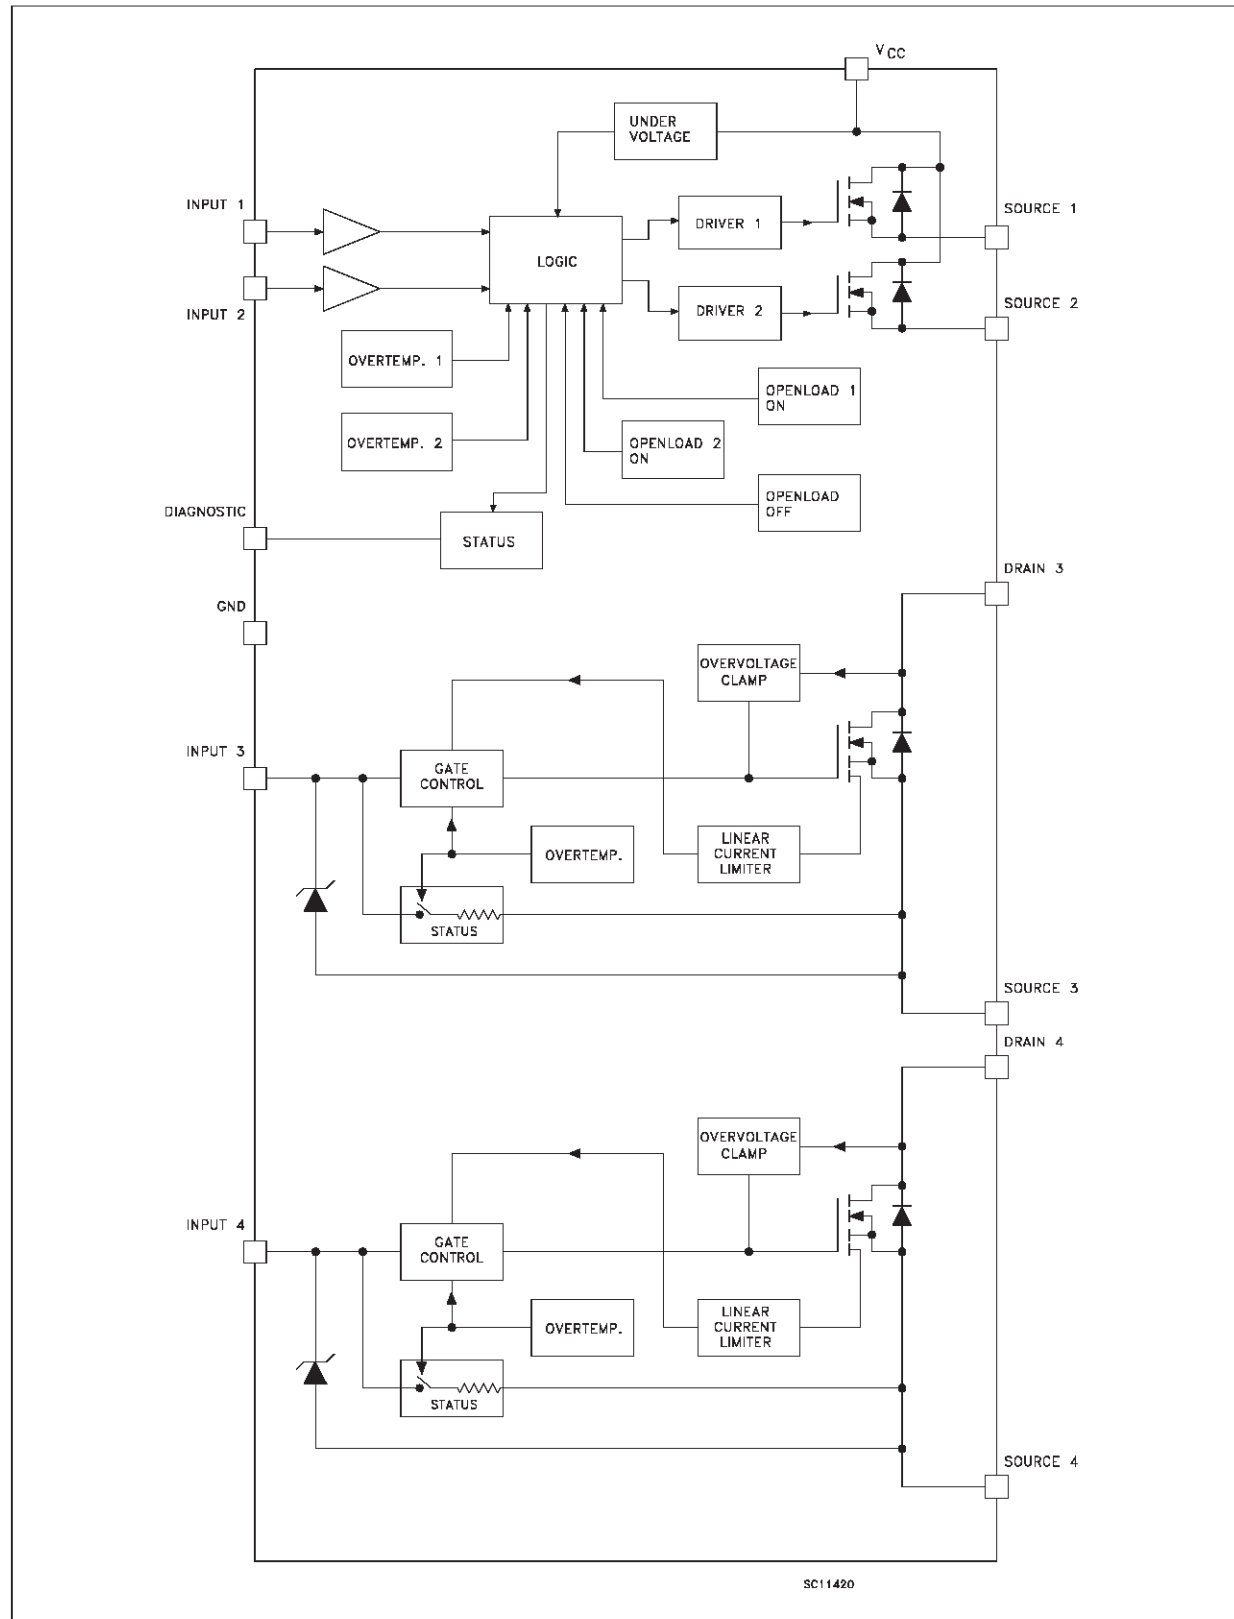 VCC
UNDER
VOLTAGE
INPUT 1
SOURCE 1
DRIVER 1
LOGIC
INPUT 2
SOURCE 2
DRIVER 2
OVERTEMP. 1
OPENLOAD 1
ON
OVERTEMP. 2
OPENLOAD 2
ON
OPENLOAD
OFF
DIAGNOSTIC
STATUS
DRAIN 3
GND
OVERVOLTAGE
CLAMP
INPUT 3
GATE
CONTROL
OVERTEMP.
LINEAR
CURRENT
LIMITER
STATUS
SOURCE 3
DRAIN 4
OVERVOLTAGE
CLAMP
INPUT 4
GATE
CONTROL
OVERTEMP.
LINEAR
CURRENT
LIMITER
STATUS
SOURCE 4
SC11420